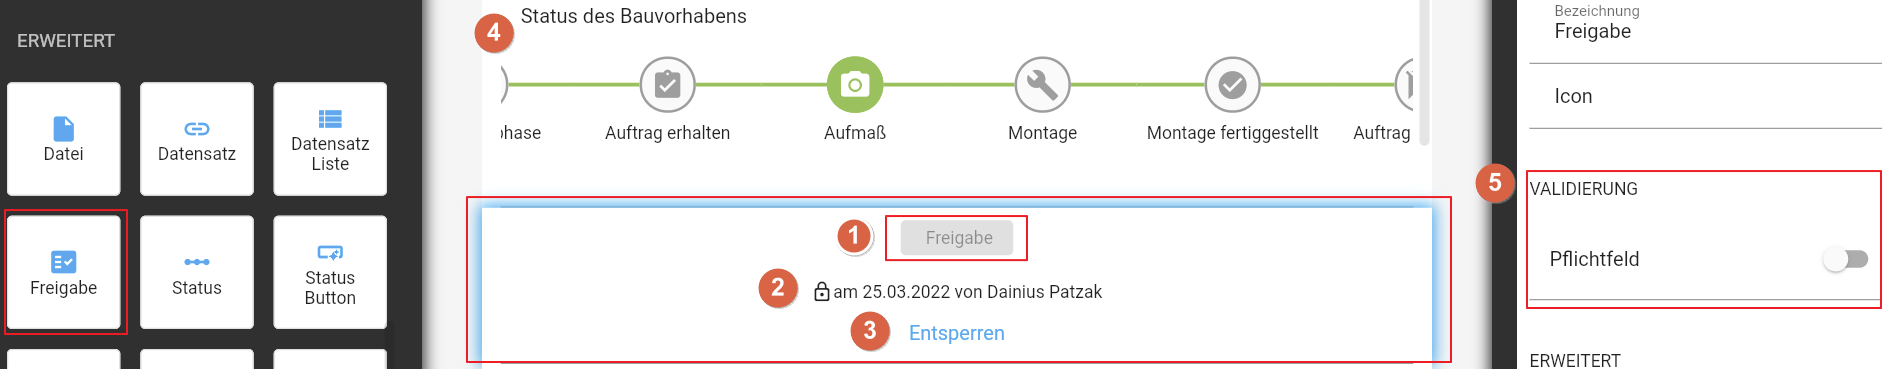 ERWEITERT
Datei
Datensatz
Datensatz
Liste
Freigabe
Status
Status
Button
4
Status des Bauvorhabens
phase
Auftrag erhalten
Aufmaß
Montage
Montage fertiggestellt
Auftrag
1
Freigabe
2
am 25.03.2022 von Dainius Patzak
3
Entsperren
Bezeichnung
Freigabe
Icon
5
VALIDIERUNG
Pflichtfeld
ERWEITERT